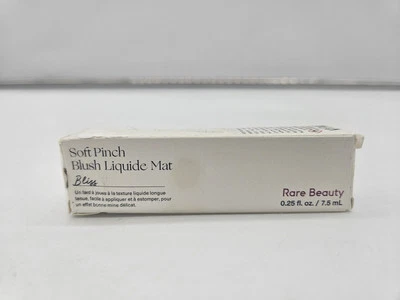 Soft Pinch
Blush Liquide Mat
Bliss
Un fard à joues à la texture liquide longue
tenue, facile à appliquer et à estomper, pour
un effet bonne mine délicat.
Rare Beauty
0.25 fl. oz. / 7.5 mL